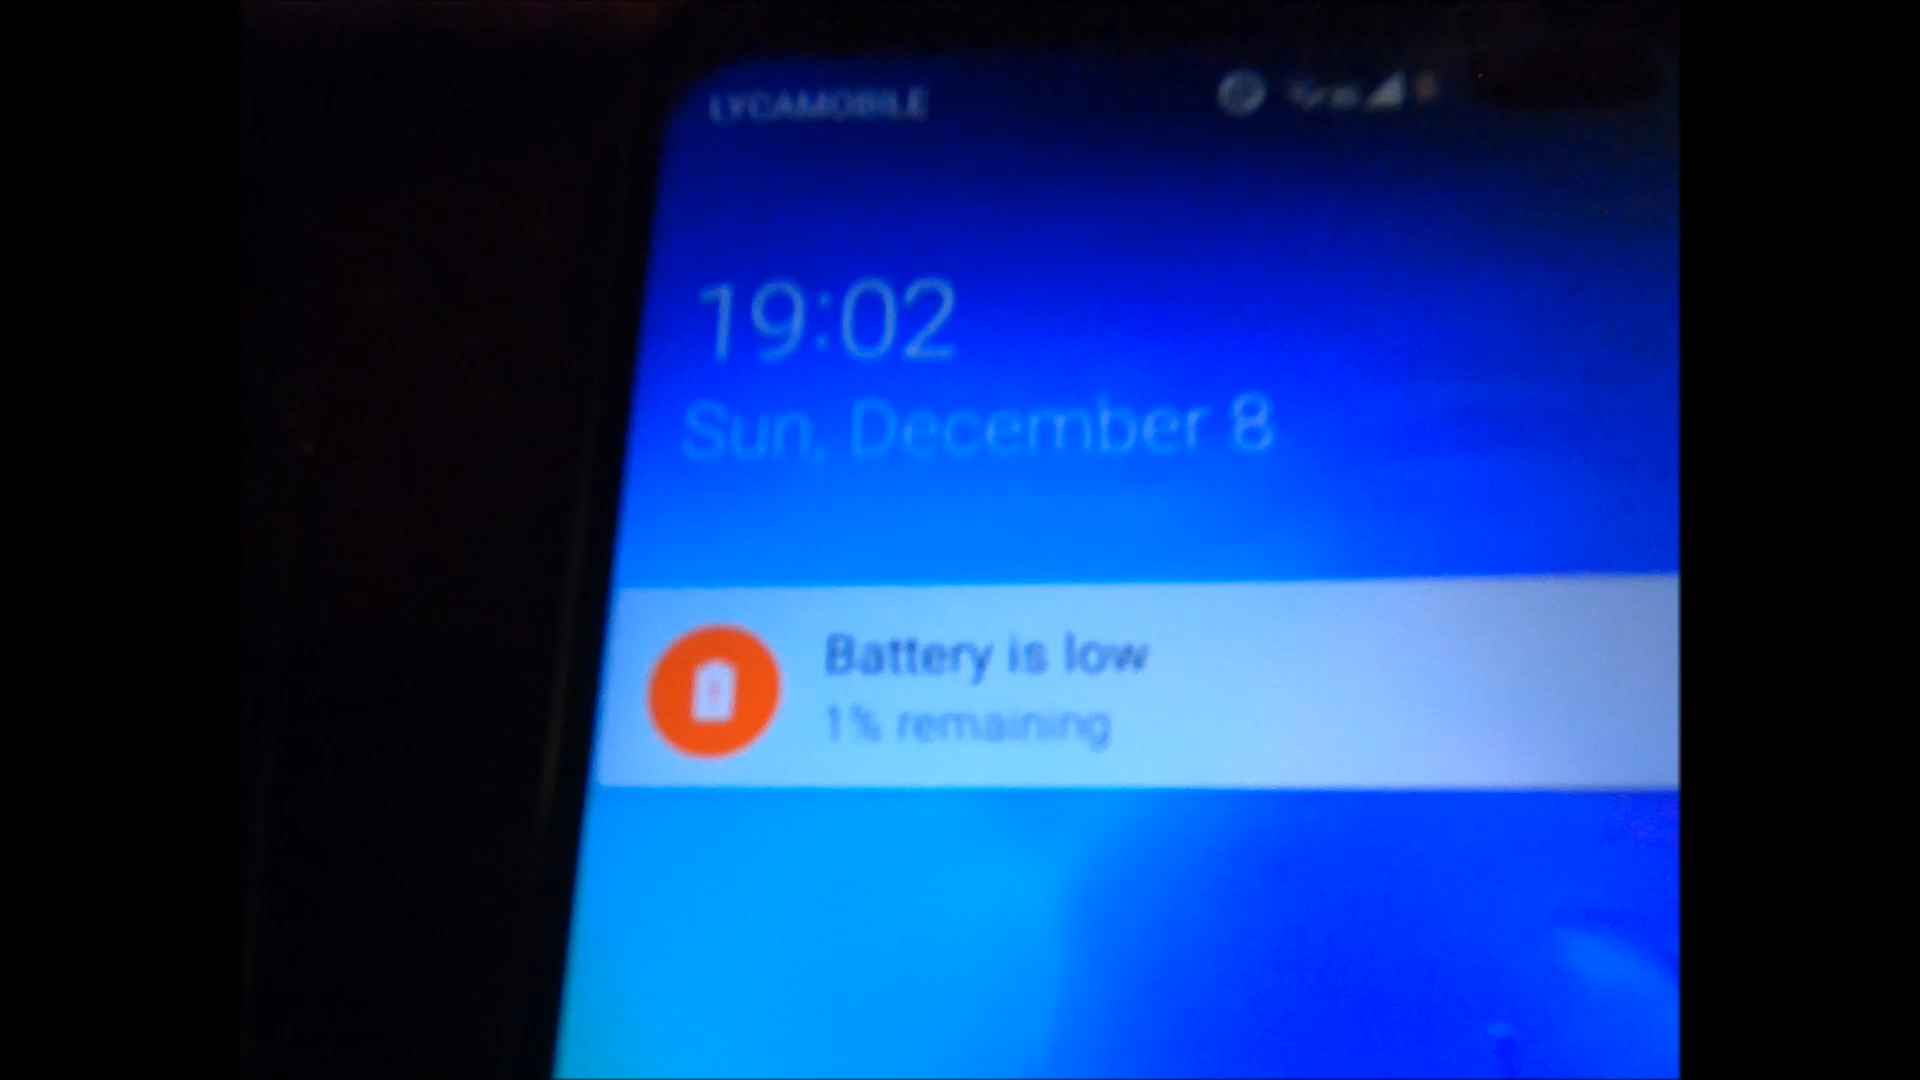 LYCAMOBILE
19:02
Sun, December 8
Battery is low
1% remaining